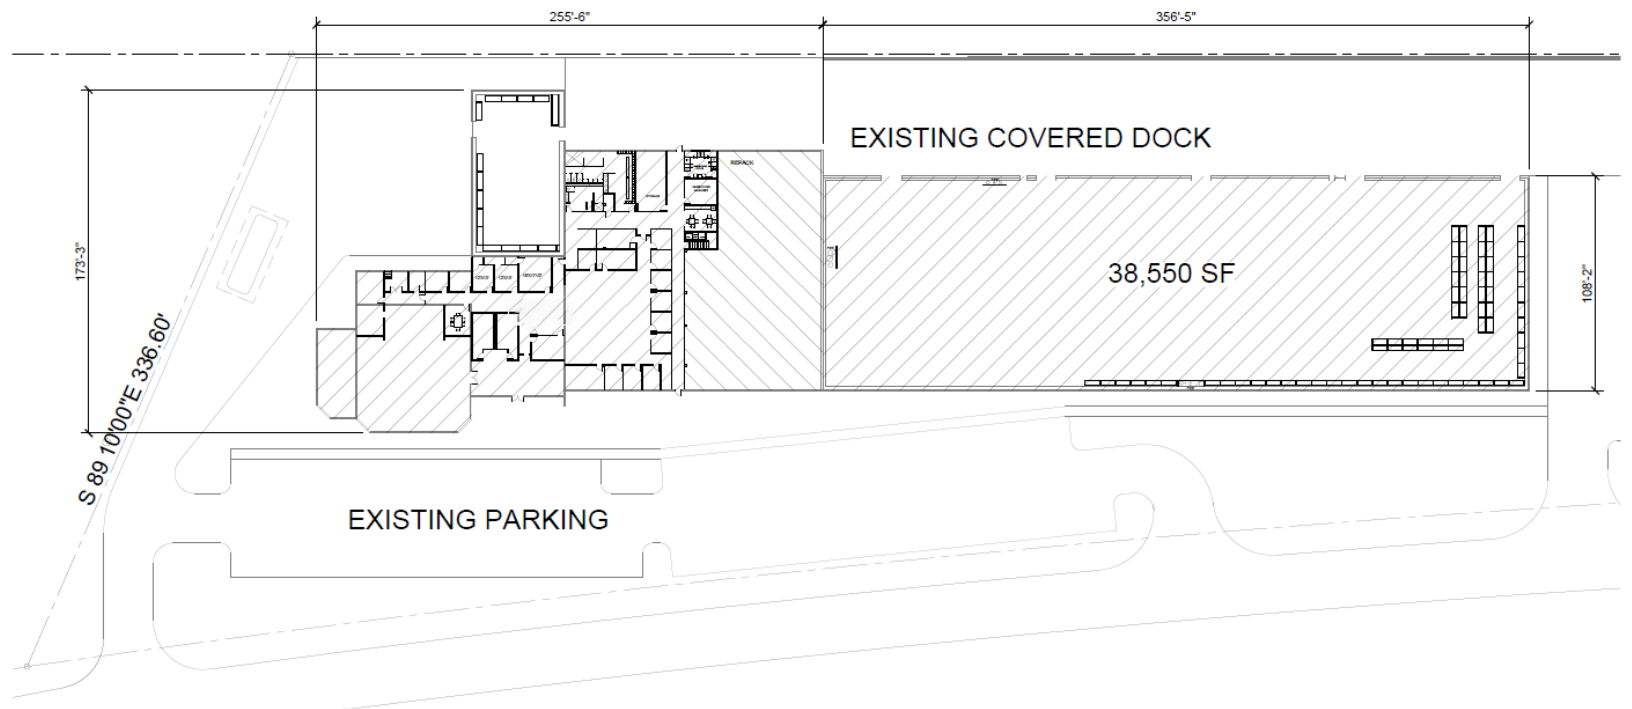 255'-6"
356'-5"
EXISTING COVERED DOCK
REPACK
173'-3"
38,550 SF
108'-2"
S 89 10'00"E 336.60'
EXISTING PARKING